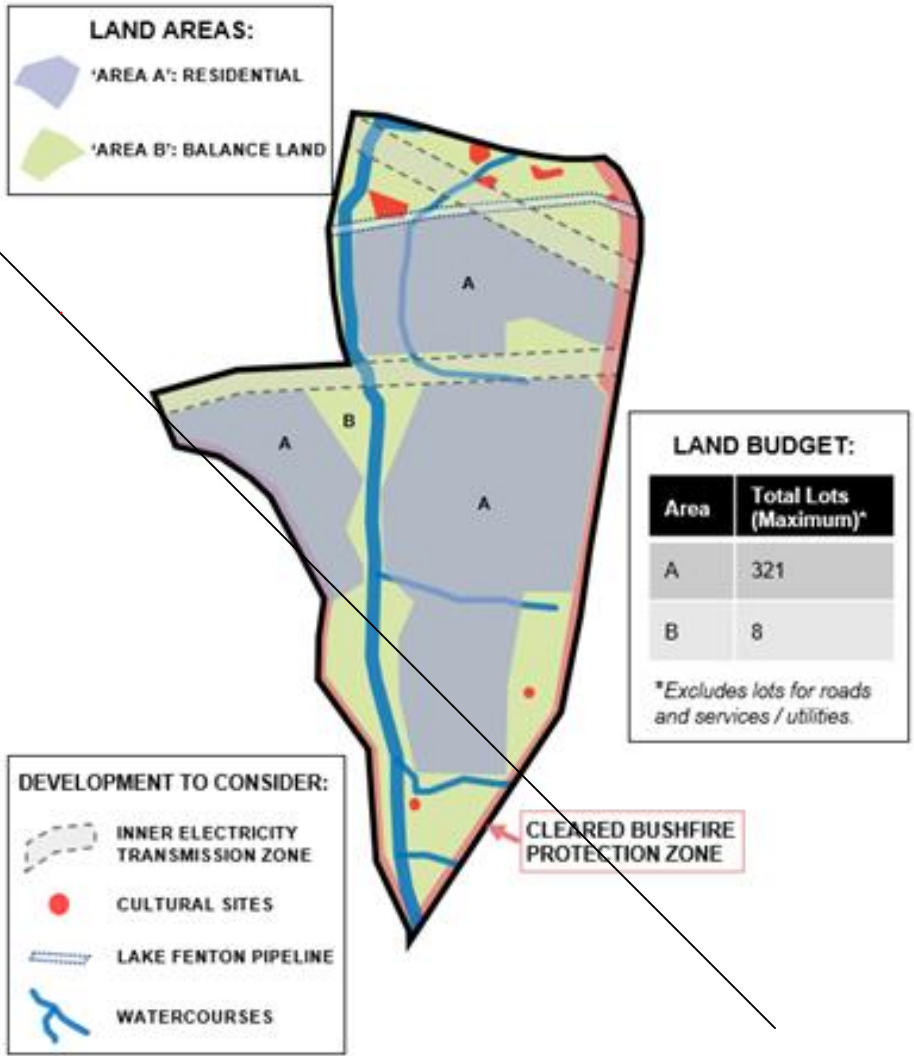 LAND AREAS:
‘AREA A’: RESIDENTIAL
‘AREA B’: BALANCE LAND
A
B
A
A
LAND BUDGET:
Area
Total Lots
(Maximum)*
A
321
B
8
*Excludes lots for roads
and services / utilities.
DEVELOPMENT TO CONSIDER:
INNER ELECTRICITY
TRANSMISSION ZONE
CULTURAL SITES
LAKE FENTON PIPELINE
WATERCOURSES
CLEARED BUSHFIRE
PROTECTION ZONE